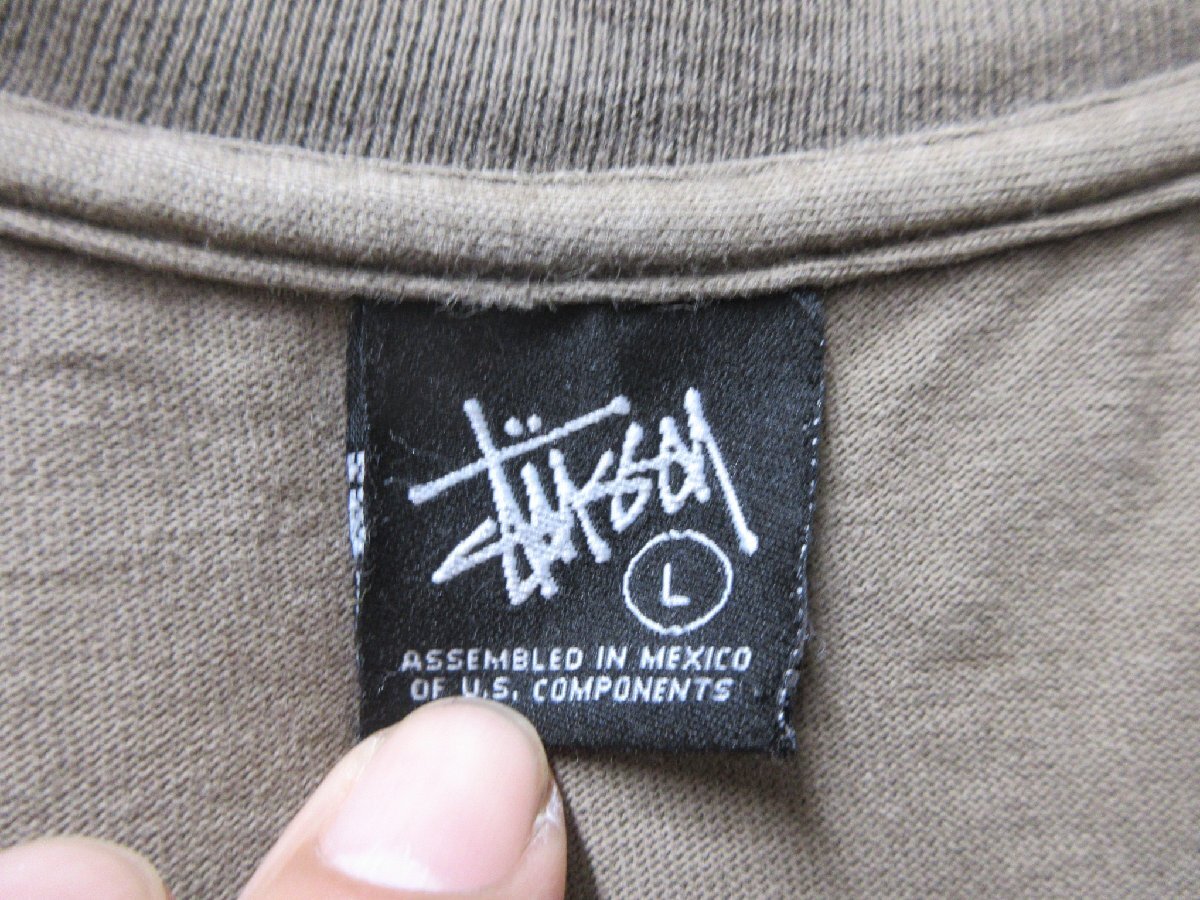 Stüssy
L
ASSEMBLED IN MEXICO
OF U.S. COMPONENTS